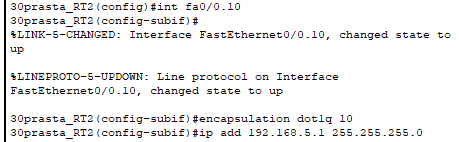 30prasta_RT2(config)#int fa0/0.10
30prasta_RT2(config-subif)#
%LINK-5-CHANGED: Interface FastEthernet0/0.10, changed state to
up
%LINEPROTO-5-UPDOWN: Line protocol on Interface
FastEthernet0/0.10, changed state to up
30prasta_RT2(config-subif)#encapsulation dot1q 10
30prasta_RT2(config-subif)#ip add 192.168.5.1 255.255.255.0